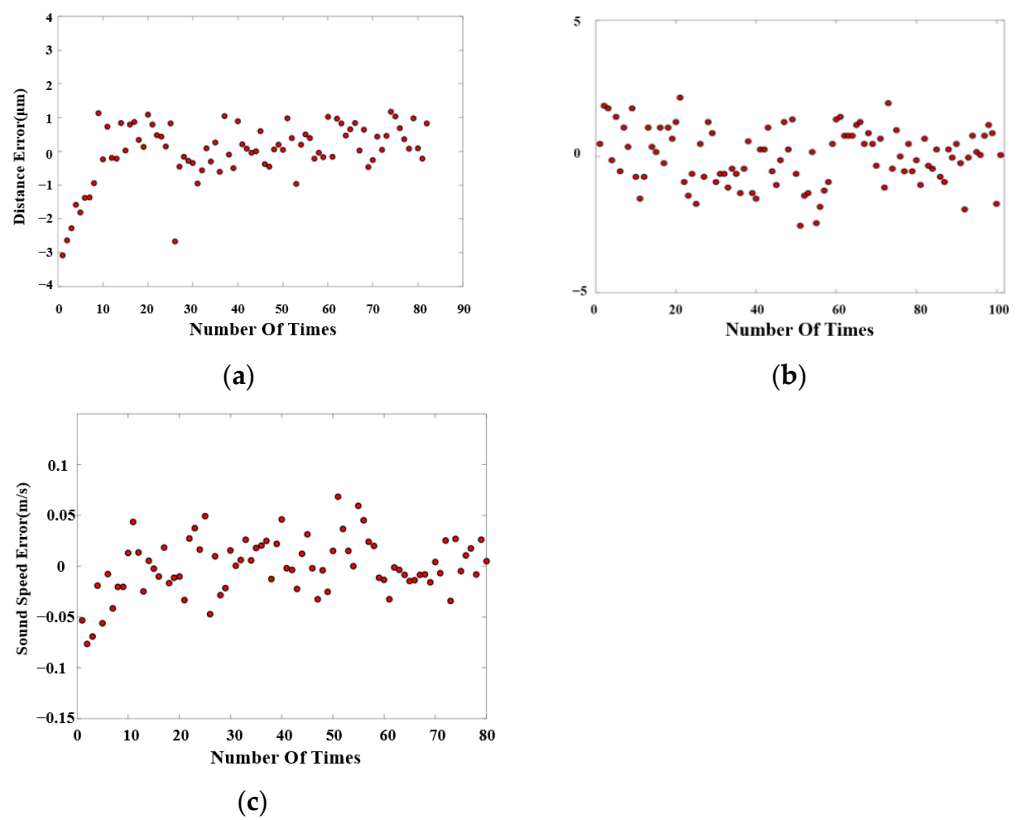 4
3
2
1
0
−1
−2
−3
−4
Distance Error(μm)
0 10 20 30 40 50 60 70 80 90
Number Of Times
(a)
5
0
−5
0 20 40 60 80 100
Number Of Times
(b)
0.1
0.05
0
−0.05
−0.1
−0.15
Sound Speed Error(m/s)
0 10 20 30 40 50 60 70 80
Number Of Times
(c)